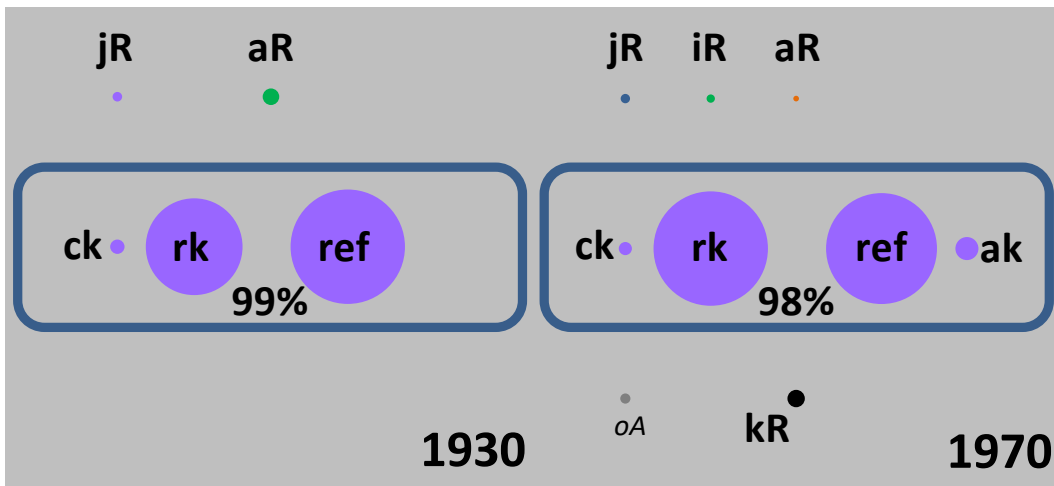 jR aR
ck rk ref
99%
1930
jR iR aR
ck rk ref ak
98%
oA kR
1970